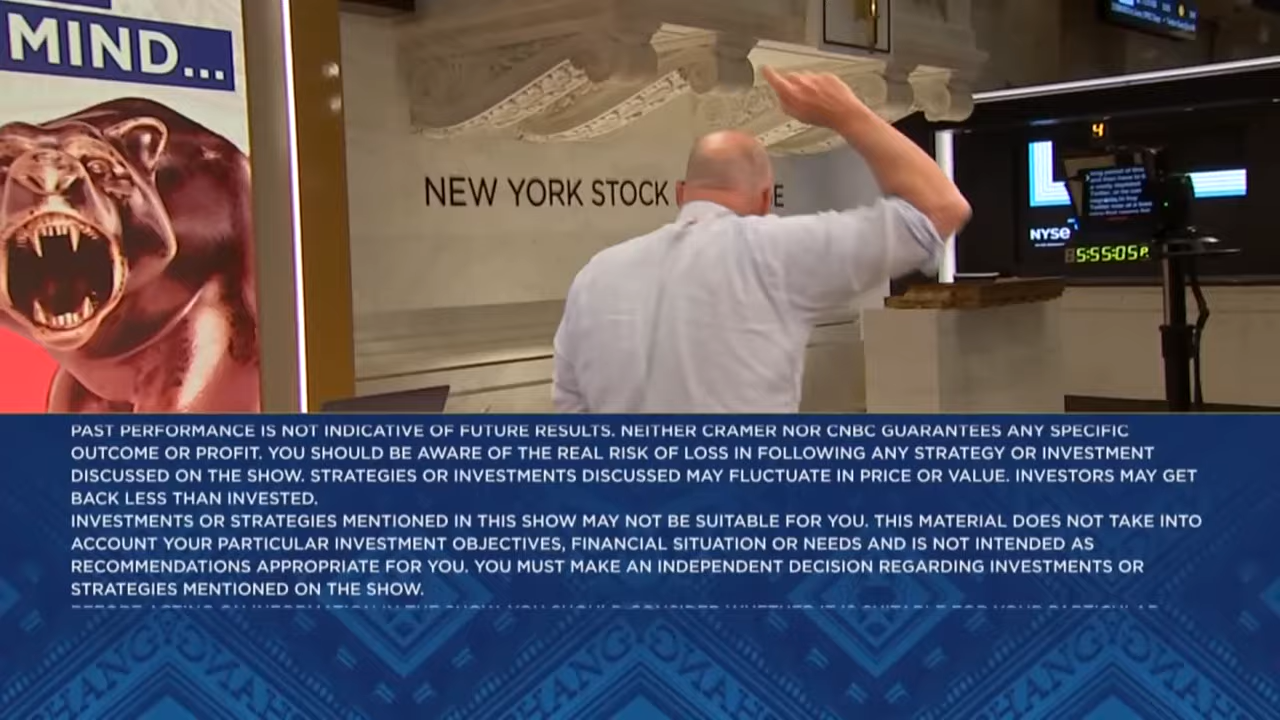 MIND...
NEW YORK STOCK
NYSE
4
5:55:05
PAST PERFORMANCE IS NOT INDICATIVE OF FUTURE RESULTS. NEITHER CRAMER NOR CNBC GUARANTEES ANY SPECIFIC
OUTCOME OR PROFIT. YOU SHOULD BE AWARE OF THE REAL RISK OF LOSS IN FOLLOWING ANY STRATEGY OR INVESTMENT
DISCUSSED ON THE SHOW. STRATEGIES OR INVESTMENTS DISCUSSED MAY FLUCTUATE IN PRICE OR VALUE. INVESTORS MAY GET
BACK LESS THAN INVESTED.
INVESTMENTS OR STRATEGIES MENTIONED IN THIS SHOW MAY NOT BE SUITABLE FOR YOU. THIS MATERIAL DOES NOT TAKE INTO
ACCOUNT YOUR PARTICULAR INVESTMENT OBJECTIVES, FINANCIAL SITUATION OR NEEDS AND IS NOT INTENDED AS
RECOMMENDATIONS APPROPRIATE FOR YOU. YOU MUST MAKE AN INDEPENDENT DECISION REGARDING INVESTMENTS OR
STRATEGIES MENTIONED ON THE SHOW.